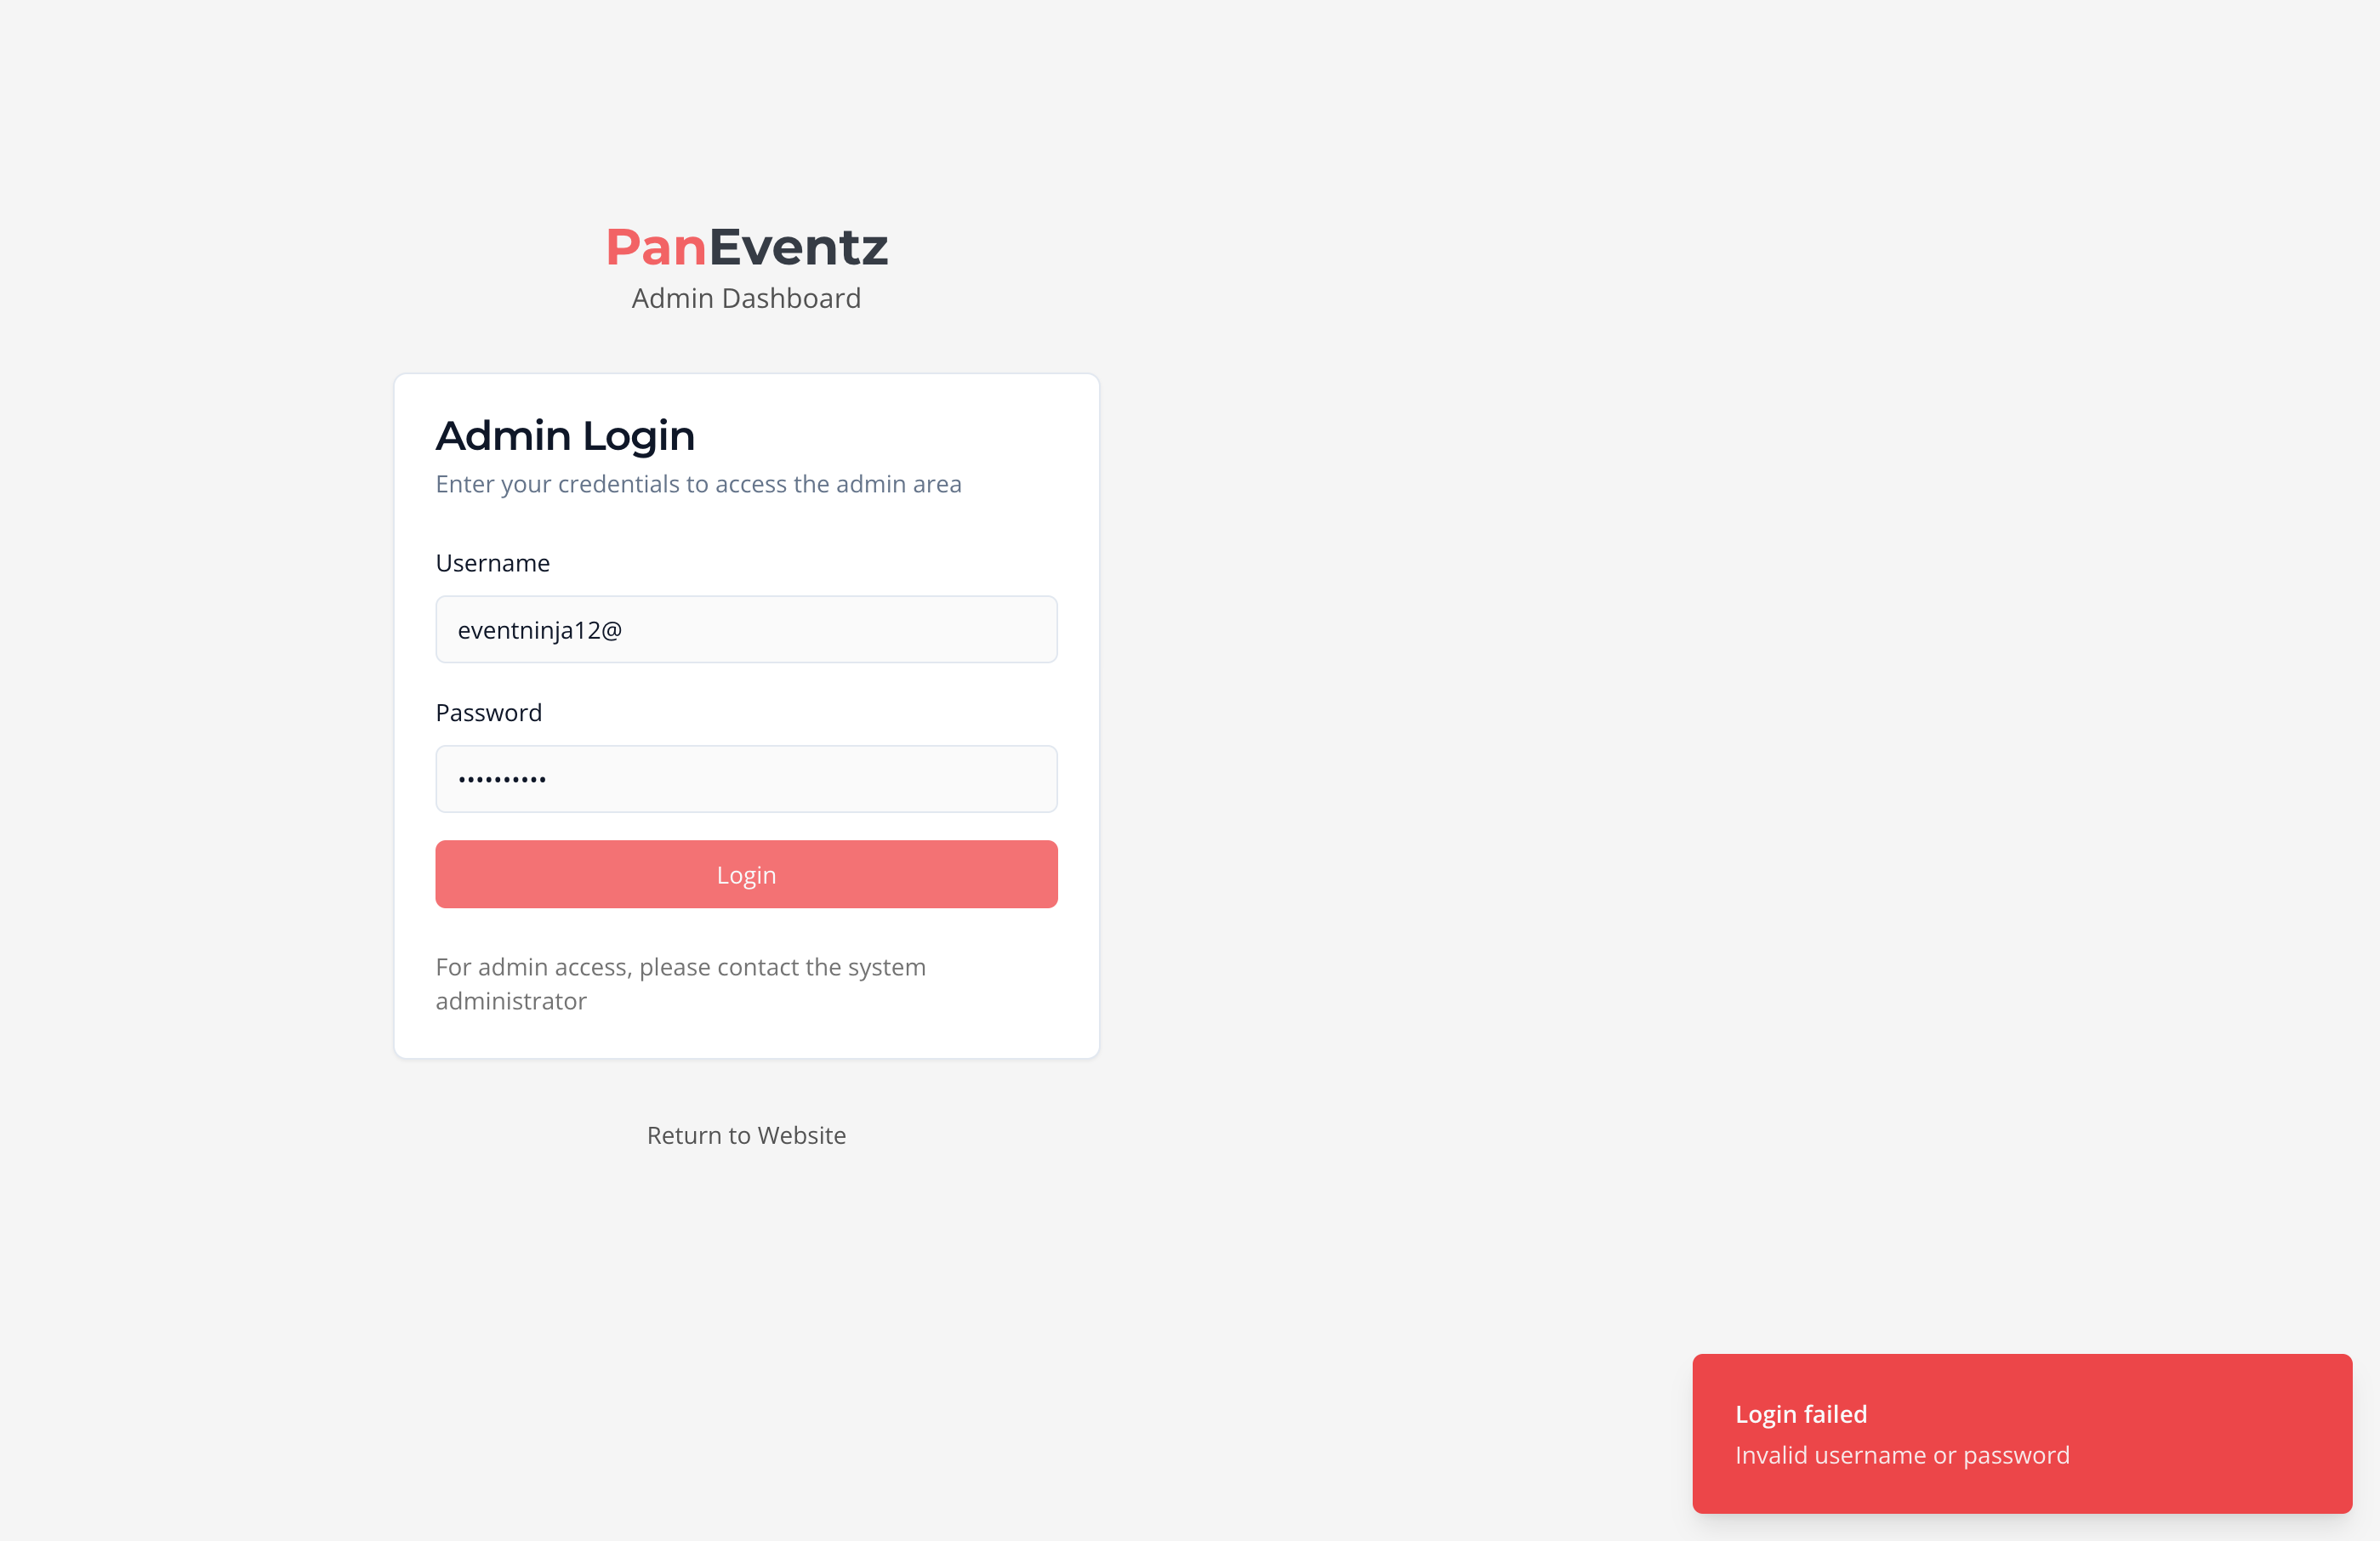 PanEventz
Admin Dashboard
Admin Login
Enter your credentials to access the admin area
Username
eventninja12@
Password
••••••••••
Login
For admin access, please contact the system
administrator
Return to Website
Login failed
Invalid username or password